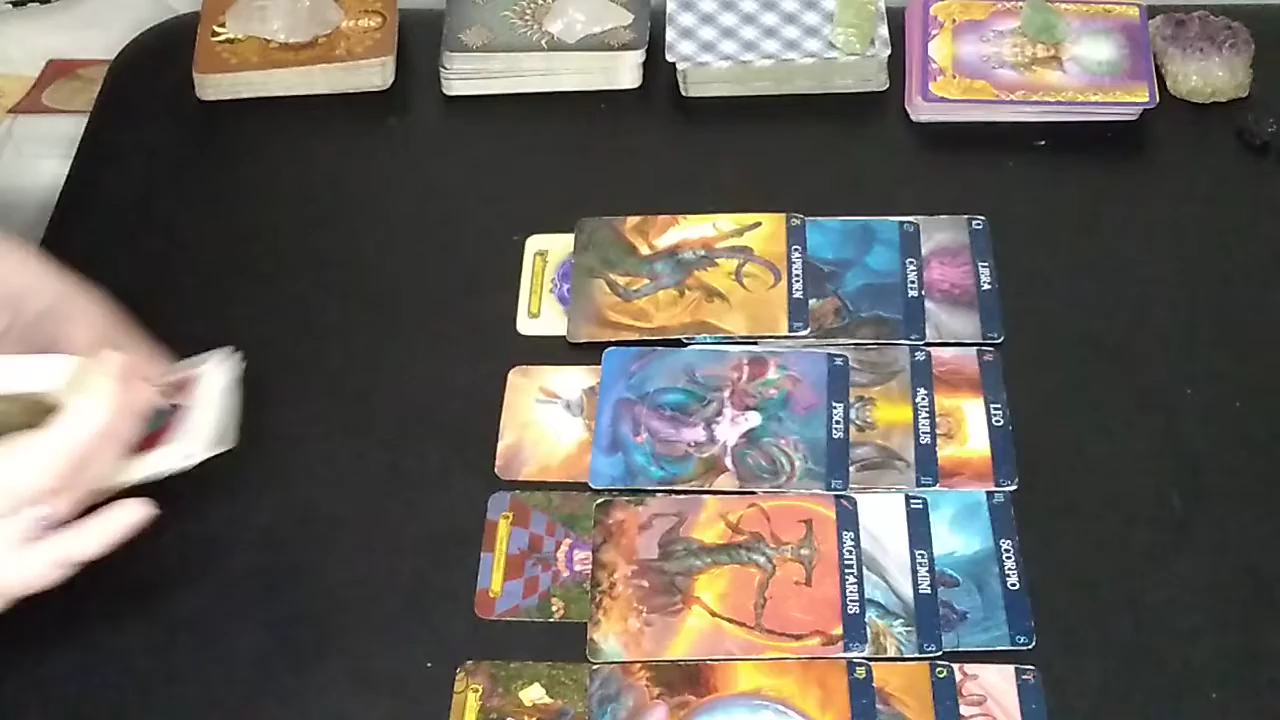 CAPRICORN
CANCER
LIBRA
PISCES
AQUARIUS
LEO
SAGITTARIUS
GEMINI
SCORPIO